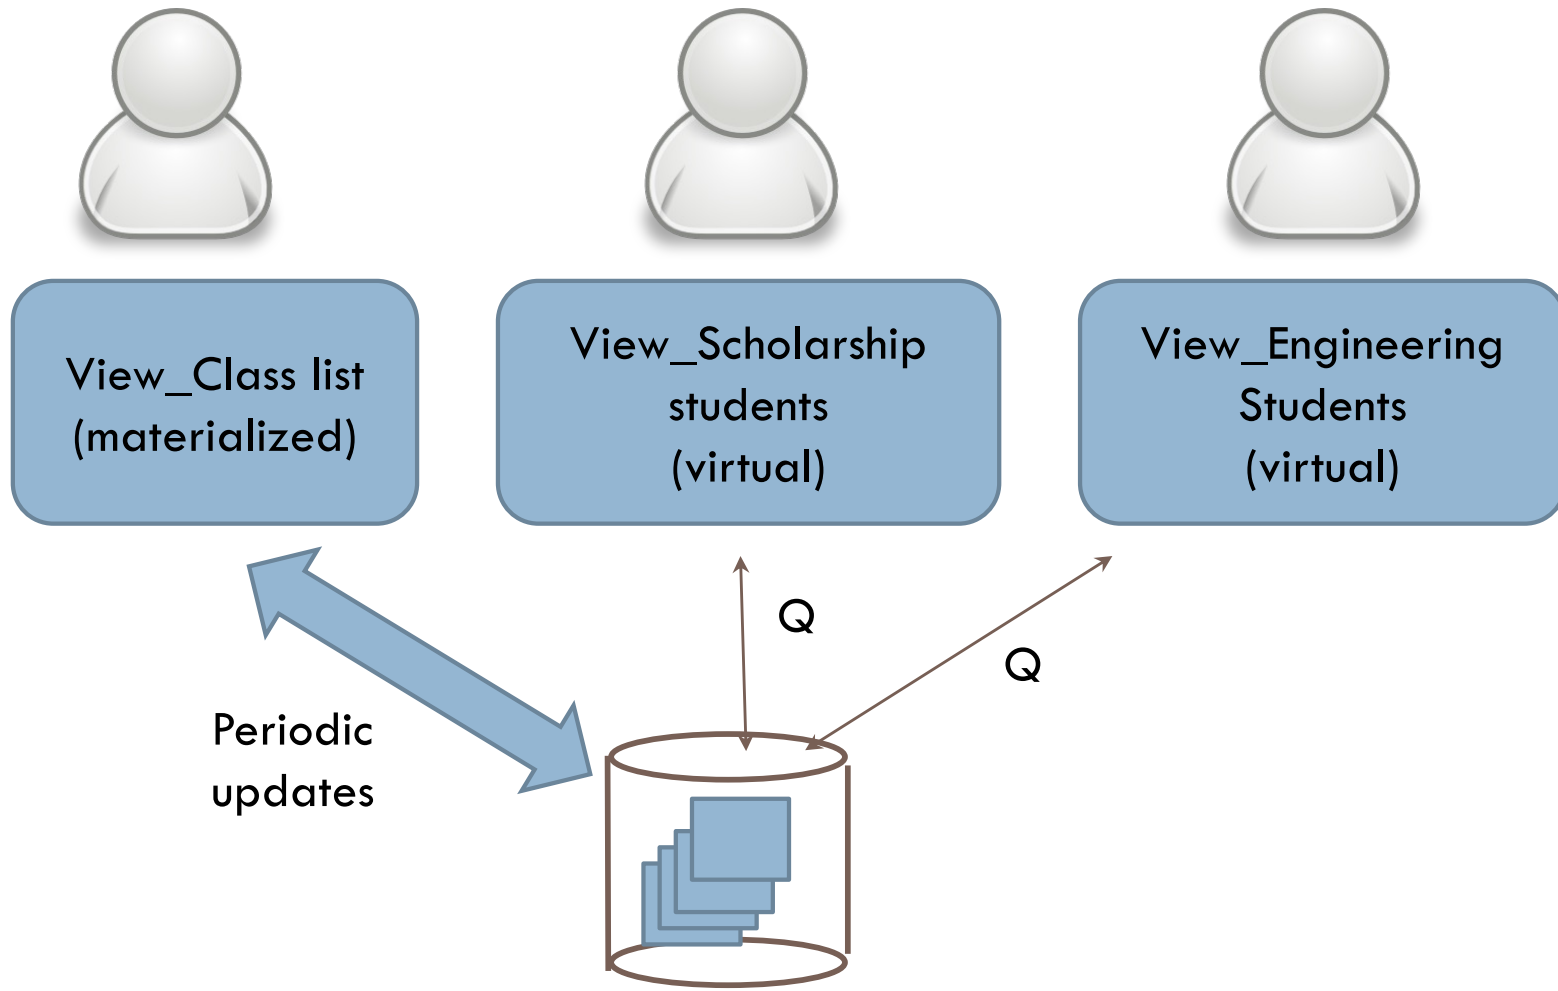 View_Class list
(materialized)
View_Scholarship
students
(virtual)
View_Engineering
Students
(virtual)
Q
Q
Periodic
updates